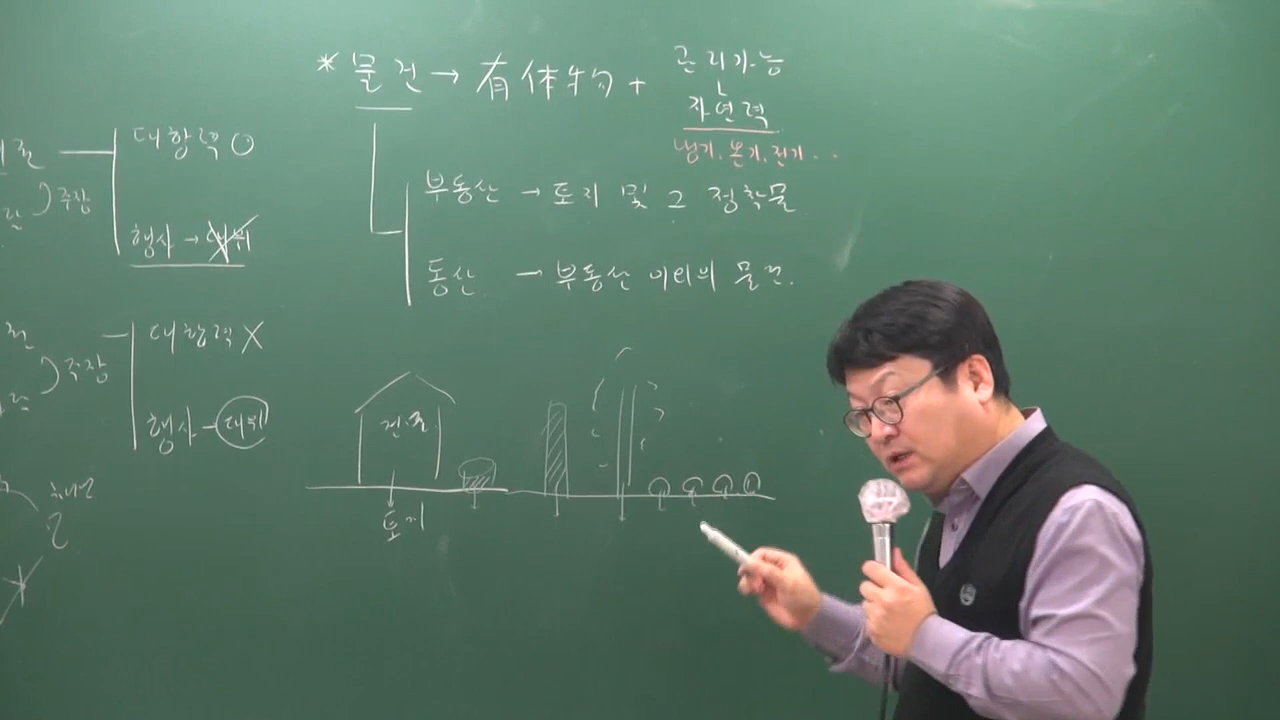 * 물건 → 有体物 + 관리가능
자연력
냉기. 온기. 전기...
대항력 O
주장
행사 → 대위
부동산 → 토지 및 그 정착물
동산 → 부동산 이외의 물건.
대항력 X
주장
행사 - 대위
건물
토지